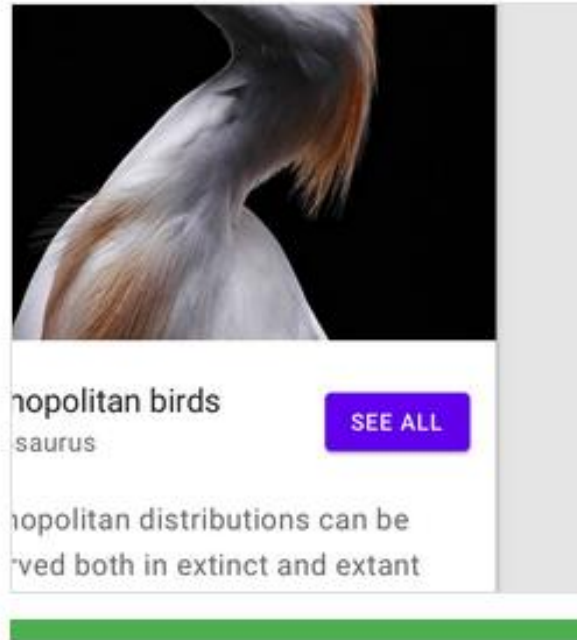 nopolitan birds
SEE ALL
saurus
nopolitan distributions can be
rved both in extinct and extant